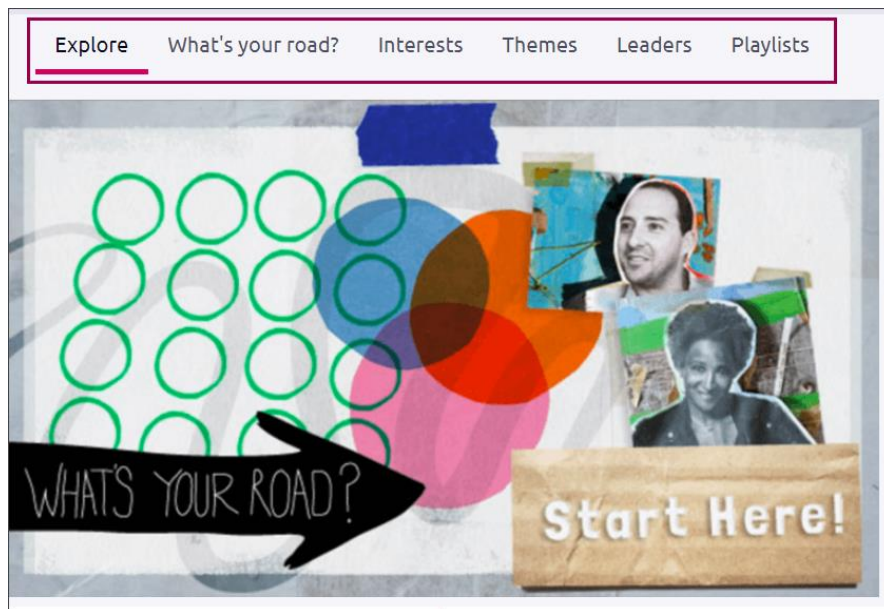 Explore What's your road? Interests Themes Leaders Playlists
WHAT'S YOUR ROAD?
Start Here!